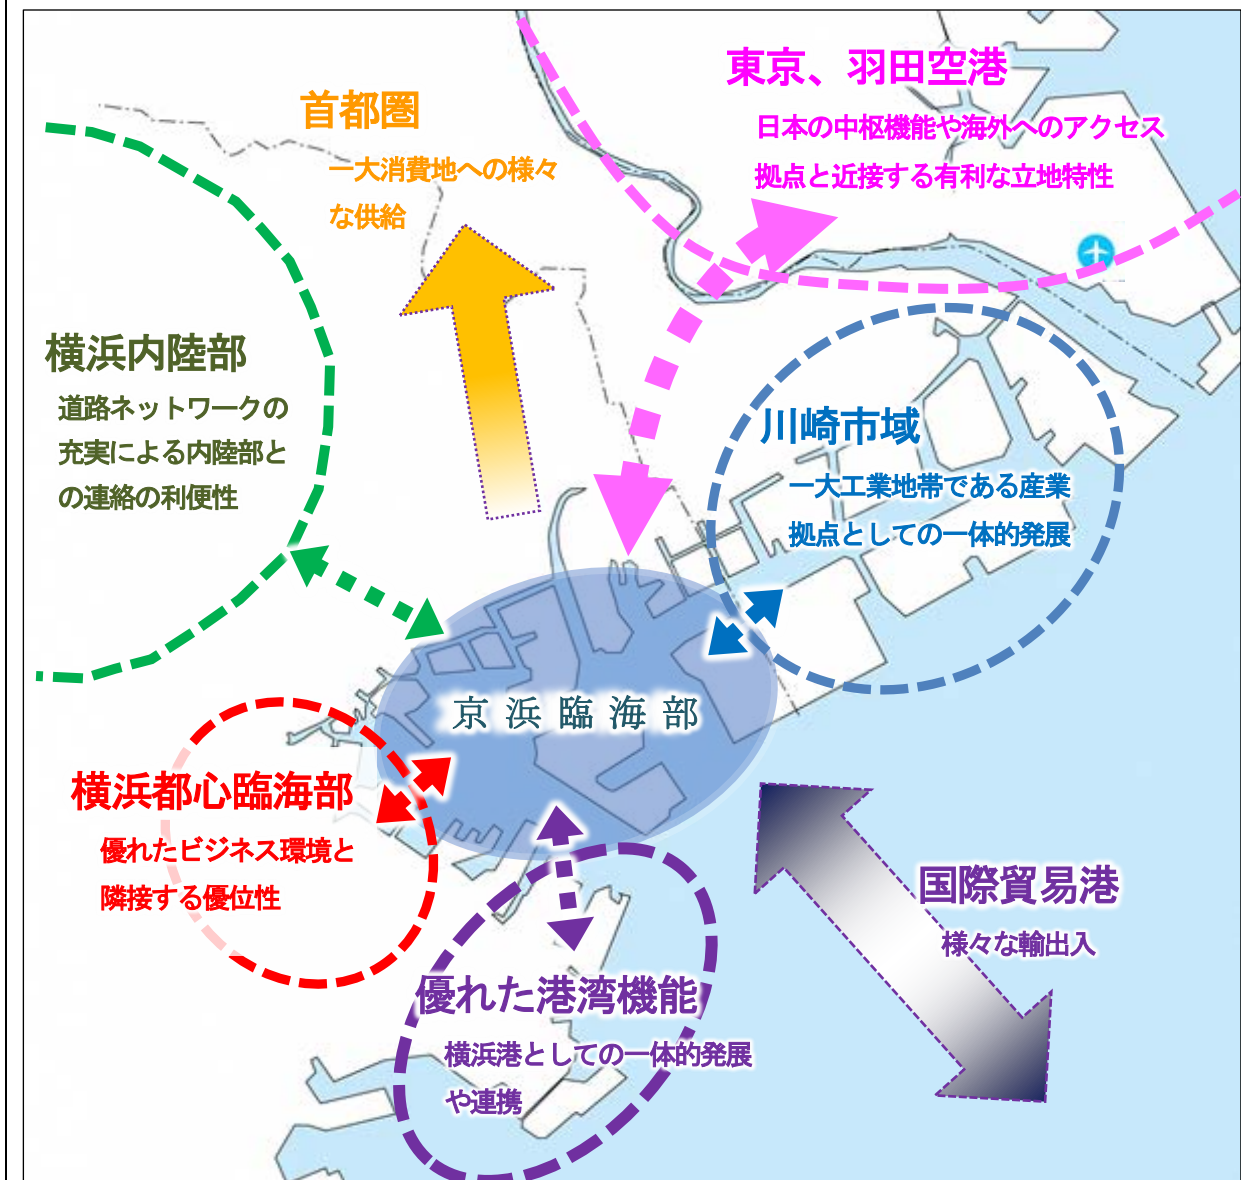 東京、羽田空港
日本の中枢機能や海外へのアクセス
拠点と近接する有利な立地特性
首都圏
一大消費地への様々
な供給
横浜内陸部
道路ネットワークの
充実による内陸部と
の連絡の利便性
川崎市域
一大工業地帯である産業
拠点としての一体的発展
京浜臨海部
横浜都心臨海部
優れたビジネス環境と
隣接する優位性
国際貿易港
様々な輸出入
優れた港湾機能
横浜港としての一体的発展
や連携